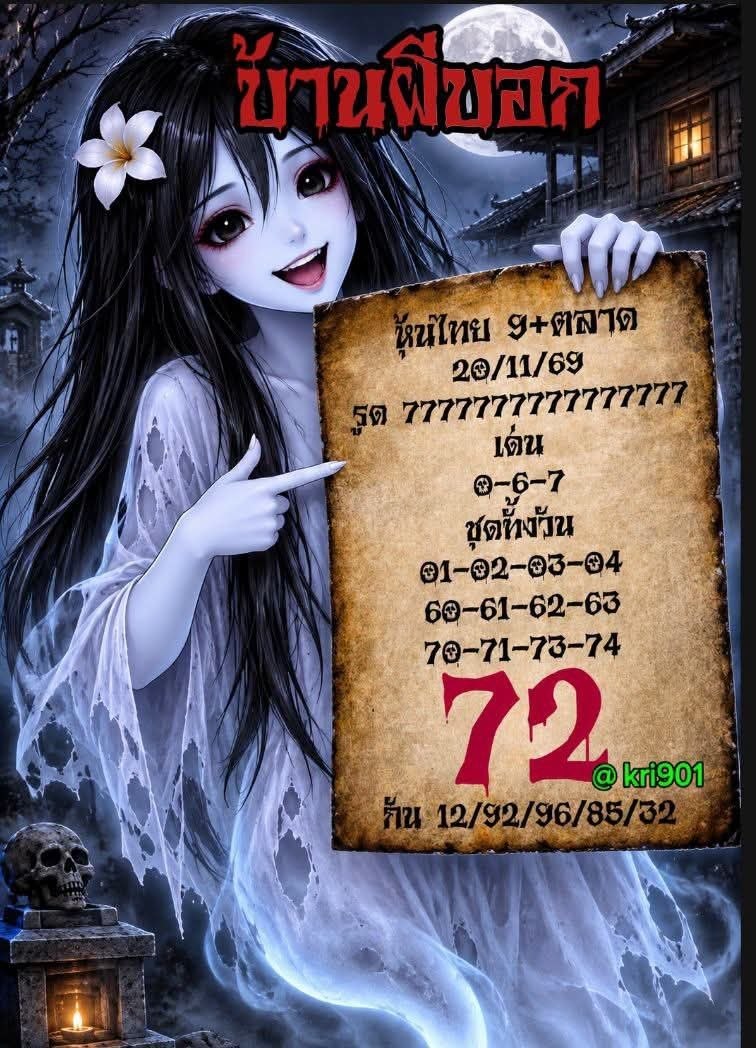 บ้านผีบอก
หุ้นไทย 9+ตลาด
20/11/69
รูด 7777777777777777
เด่น
0-6-7
ชุดทั้งวัน
01-02-03-04
60-61-62-63
70-71-73-74
72
@ kri901
กัน 12/92/96/85/32